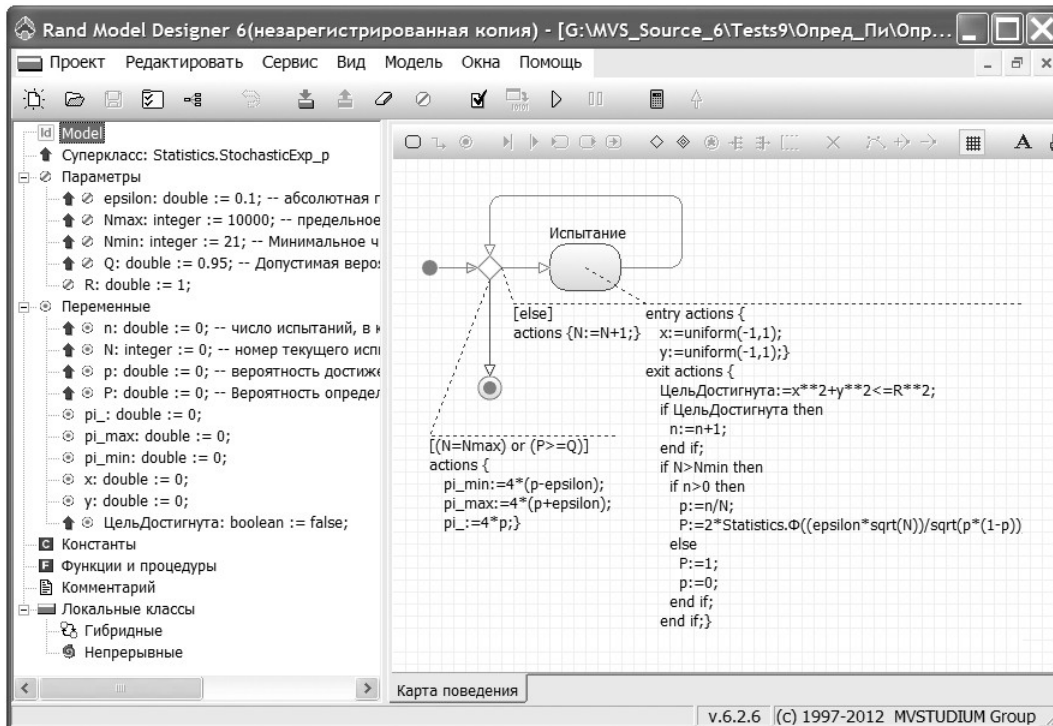 Rand Model Designer 6(незарегистрированная копия) - [G:\MVS_Source_6\Tests9\Опред_Пи\Опр...
Проект Редактировать Сервис Вид Модель Окна Помощь
Id Model
Суперкласс: Statistics.StochasticExp_p
Параметры
epsilon: double := 0.1; -- абсолютная г
Nmax: integer := 10000; -- предельное
Nmin: integer := 21; -- Минимальное ч
Q: double := 0.95; -- Допустимая веро
R: double := 1;
Переменные
n: double := 0; -- число испытаний, в к
N: integer := 0; -- номер текущего исп
p: double := 0; -- вероятность достиже
P: double := 0; -- Вероятность определ
pi_: double := 0;
pi_max: double := 0;
pi_min: double := 0;
x: double := 0;
y: double := 0;
ЦельДостигнута: boolean := false;
C Константы
F Функции и процедуры
Комментарий
Локальные классы
Гибридные
Непрерывные
A
Испытание
[else]
actions {N:=N+1;}
entry actions {
x:=uniform(-1,1);
y:=uniform(-1,1);}
exit actions {
ЦельДостигнута:=x**2+y**2<=R**2;
if ЦельДостигнута then
n:=n+1;
end if;
if N>Nmin then
if n>0 then
p:=n/N;
P:=2*Statistics.Ф((epsilon*sqrt(N))/sqrt(p*(1-p))
else
P:=1;
p:=0;
end if;
end if;}
[(N=Nmax) or (P>=Q)]
actions {
pi_min:=4*(p-epsilon);
pi_max:=4*(p+epsilon);
pi_:=4*p;}
Карта поведения
v.6.2.6 (c) 1997-2012 MVSTUDIUM Group